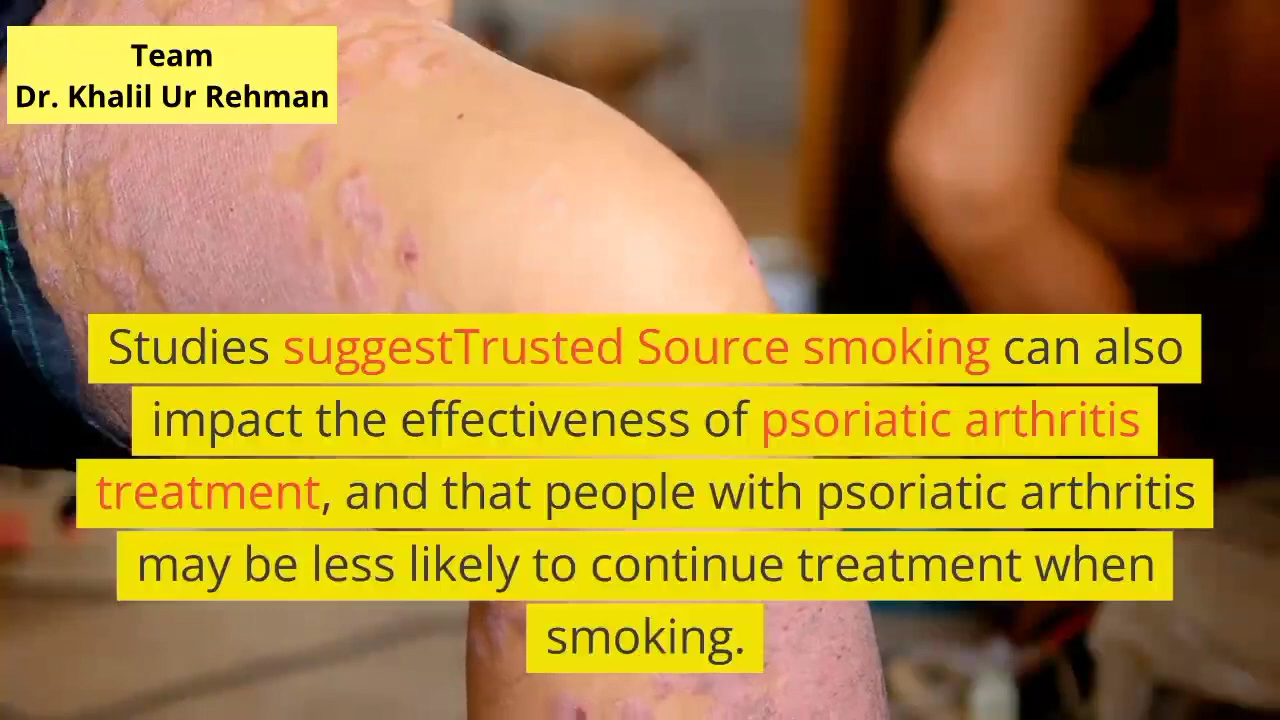 Team
Dr. Khalil Ur Rehman
Studies suggestTrusted Source smoking can also
impact the effectiveness of psoriatic arthritis
treatment, and that people with psoriatic arthritis
may be less likely to continue treatment when
smoking.